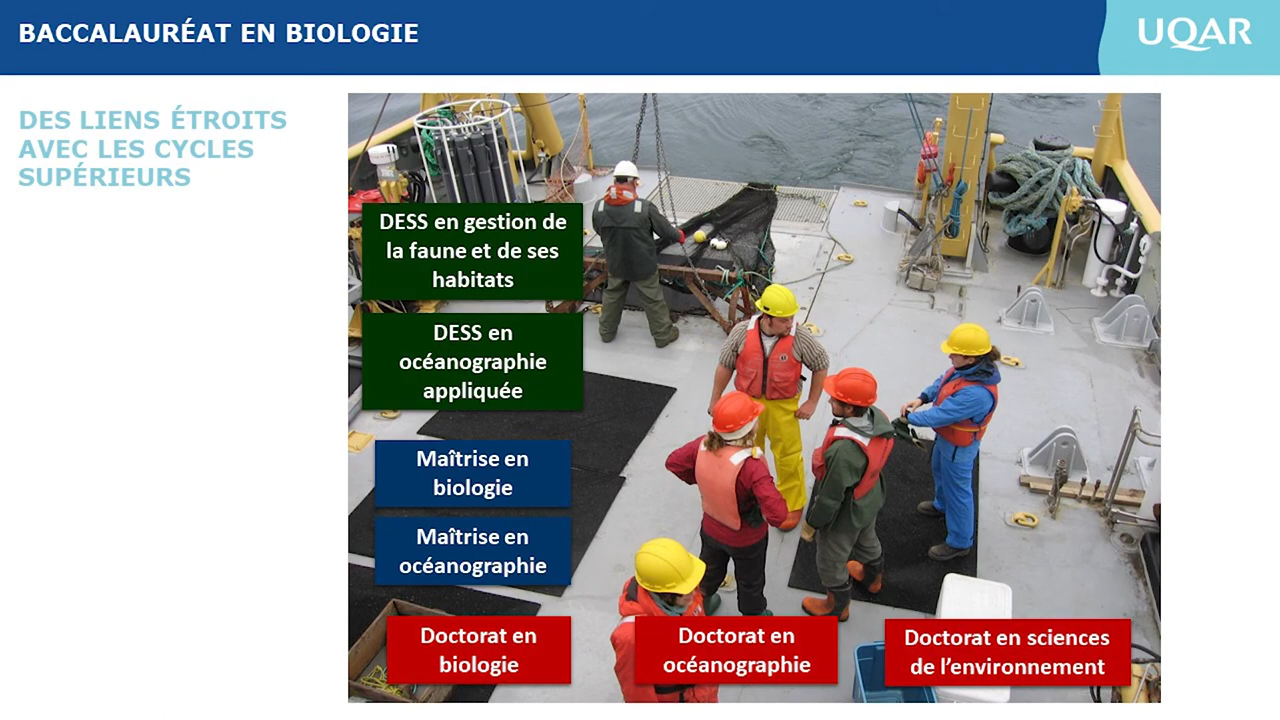 BACCALAURÉAT EN BIOLOGIE
UQAR
DES LIENS ÉTROITS
AVEC LES CYCLES
SUPÉRIEURS
DESS en gestion de
la faune et de ses
habitats
DESS en
océanographie
appliquée
Maîtrise en
biologie
Maîtrise en
océanographie
Doctorat en
biologie
Doctorat en
océanographie
Doctorat en sciences
de l'environnement